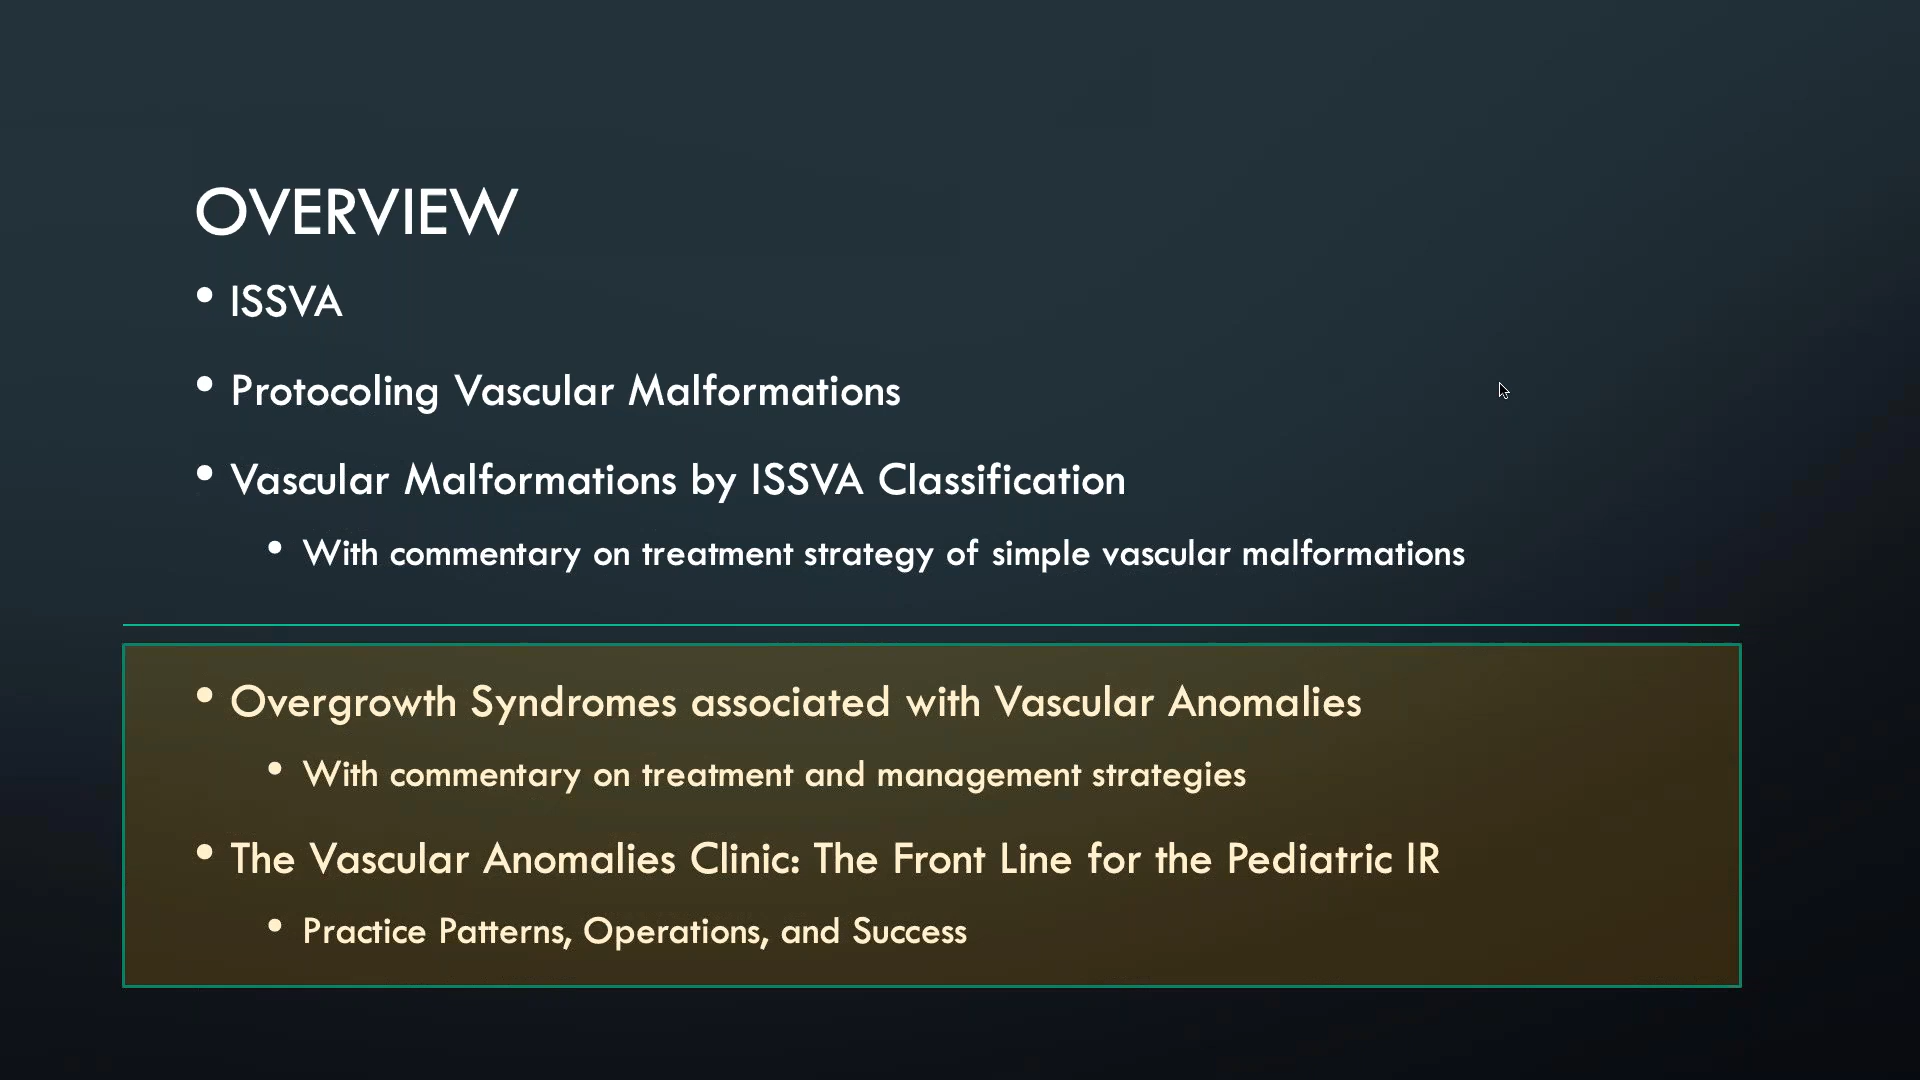 OVERVIEW
• ISSVA
• Protocoling Vascular Malformations
• Vascular Malformations by ISSVA Classification
• With commentary on treatment strategy of simple vascular malformations
• Overgrowth Syndromes associated with Vascular Anomalies
• With commentary on treatment and management strategies
• The Vascular Anomalies Clinic: The Front Line for the Pediatric IR
• Practice Patterns, Operations, and Success